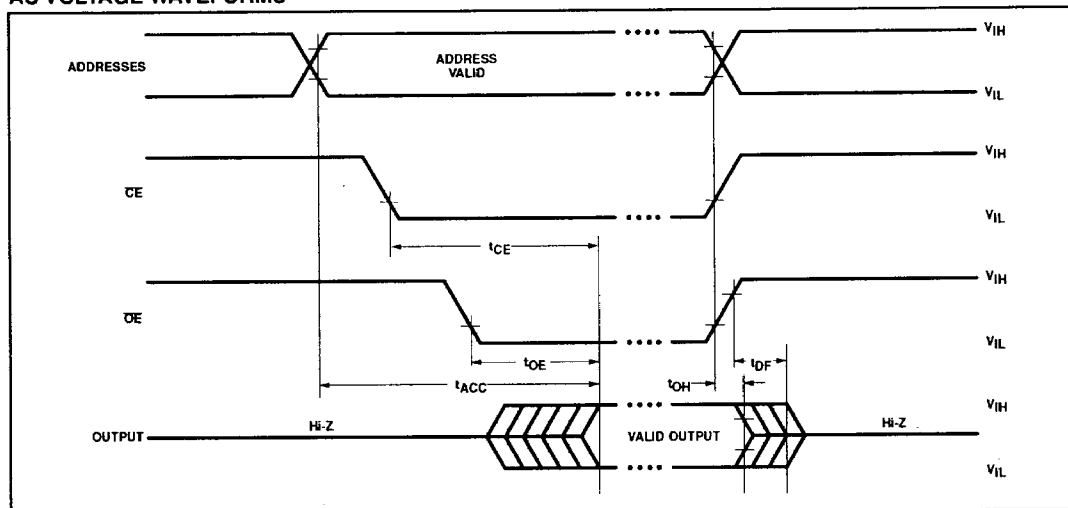 ADDRESSES
ADDRESS
VALID
VIH
VIL
CE
VIH
VIL
tCE
OE
VIH
VIL
tOE
tDF
tACC
tOH
OUTPUT
Hi-Z
VALID OUTPUT
Hi-Z
VIH
VIL